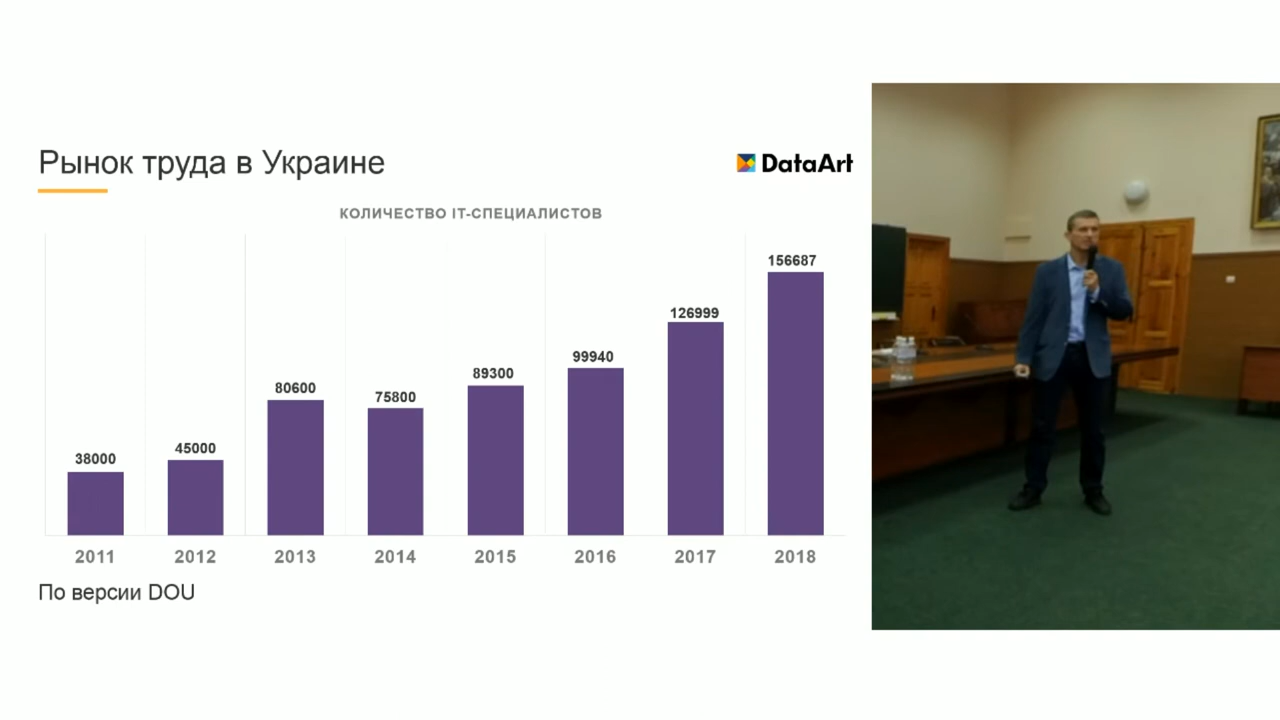 Рынок труда в Украине
DataArt
КОЛИЧЕСТВО IT-СПЕЦИАЛИСТОВ
38000
45000
80600
75800
89300
99940
126999
156687
2011 2012 2013 2014 2015 2016 2017 2018
По версии DOU